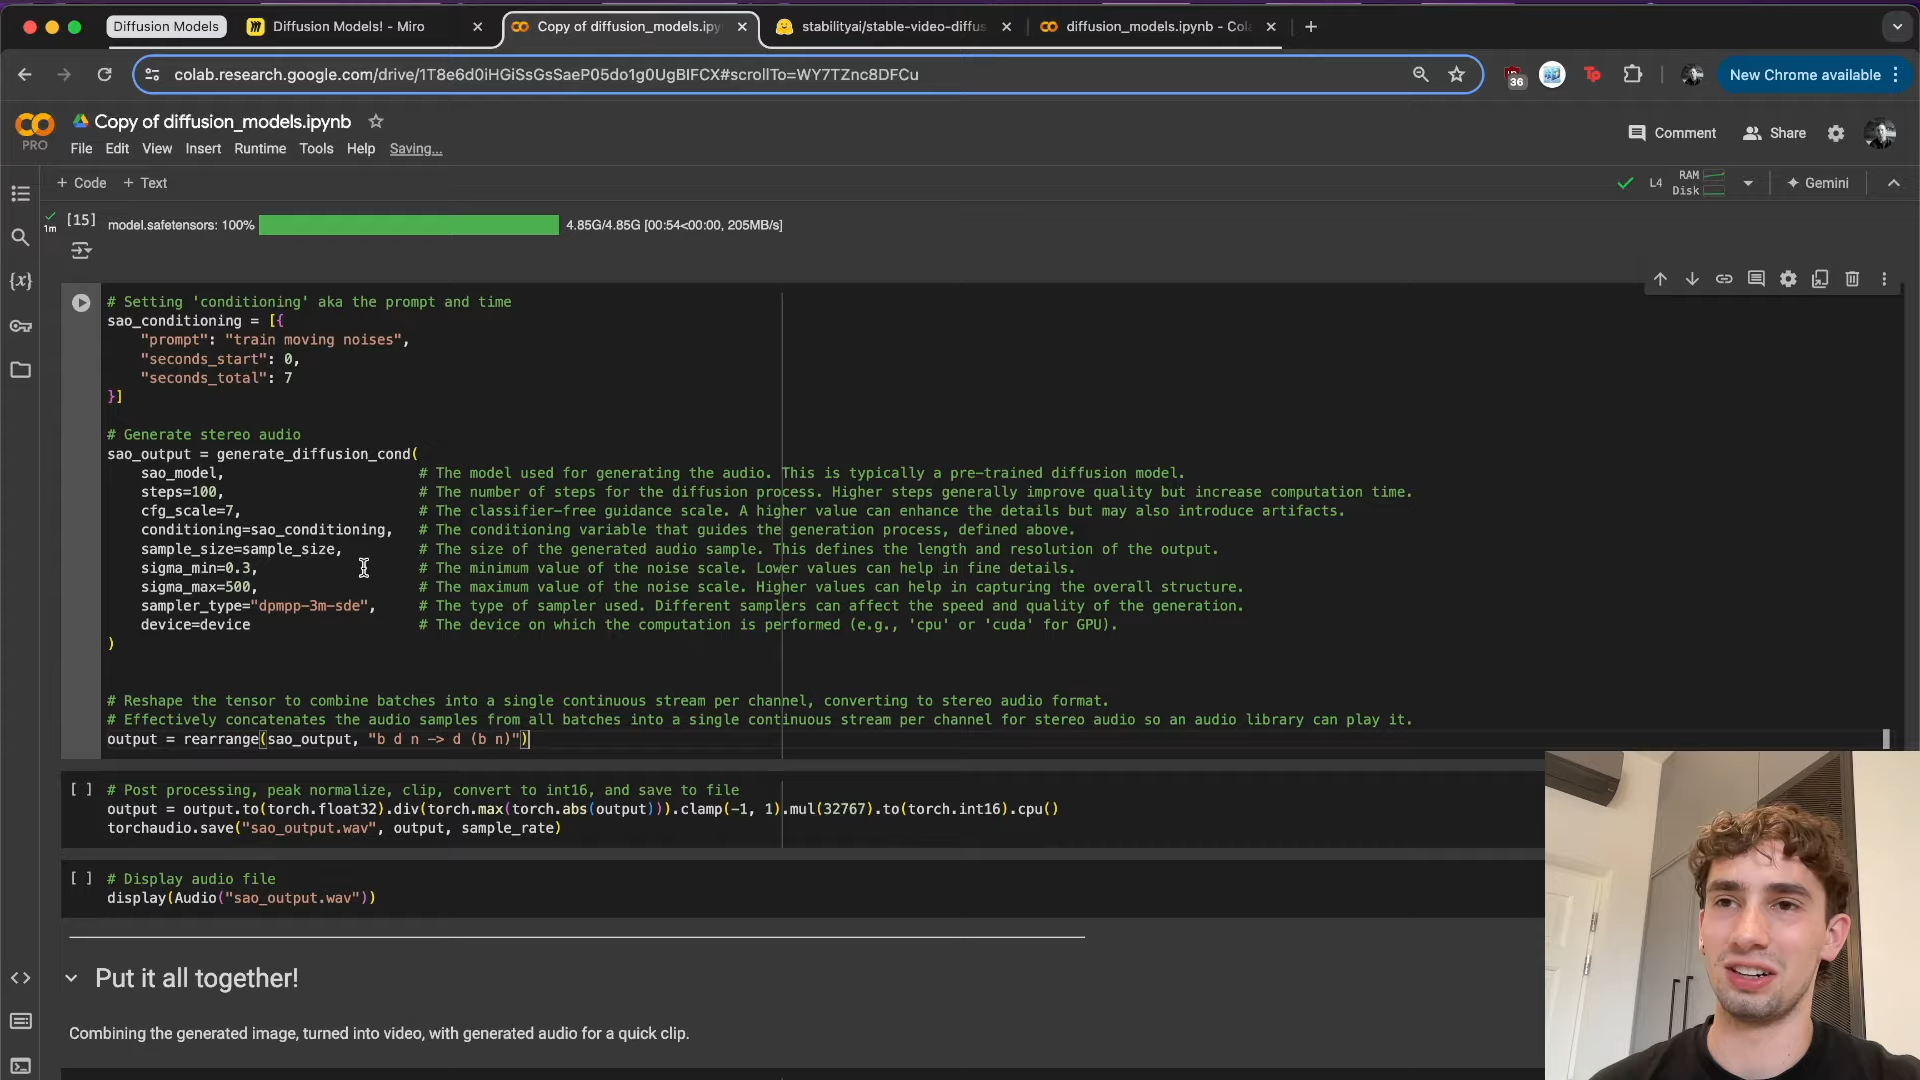 Diffusion Models
Diffusion Models! - Miro
Copy of diffusion_models.ipy
stabilityai/stable-video-diffus
diffusion_models.ipynb - Col
colab.research.google.com/drive/1T8e6d0iHGiSsGsSaeP05do1g0UgBIFCX#scrollTo=WY7TZnc8DFCu
36
New Chrome available
PRO
Copy of diffusion_models.ipynb
Comment
Share
File Edit View Insert Runtime Tools Help Saving...
+ Code + Text
L4
RAM
Disk
Gemini
[15]
1m
model.safetensors: 100%
4.85G/4.85G [00:54<00:00, 205MB/s]
# Setting 'conditioning' aka the prompt and time
sao_conditioning = [{
"prompt": "train moving noises",
"seconds_start": 0,
"seconds_total": 7
}]
# Generate stereo audio
sao_output = generate_diffusion_cond(
sao_model, # The model used for generating the audio. This is typically a pre-trained diffusion model.
steps=100, # The number of steps for the diffusion process. Higher steps generally improve quality but increase computation time.
cfg_scale=7, # The classifier-free guidance scale. A higher value can enhance the details but may also introduce artifacts.
conditioning=sao_conditioning, # The conditioning variable that guides the generation process, defined above.
sample_size=sample_size, # The size of the generated audio sample. This defines the length and resolution of the output.
sigma_min=0.3, # The minimum value of the noise scale. Lower values can help in fine details.
sigma_max=500, # The maximum value of the noise scale. Higher values can help in capturing the overall structure.
sampler_type="dpmpp-3m-sde", # The type of sampler used. Different samplers can affect the speed and quality of the generation.
device=device # The device on which the computation is performed (e.g., 'cpu' or 'cuda' for GPU).
)
# Reshape the tensor to combine batches into a single continuous stream per channel, converting to stereo audio format.
# Effectively concatenates the audio samples from all batches into a single continuous stream per channel for stereo audio so an audio library can play it.
output = rearrange(sao_output, "b d n -> d (b n)")
[ ] # Post processing, peak normalize, clip, convert to int16, and save to file
output = output.to(torch.float32).div(torch.max(torch.abs(output))).clamp(-1, 1).mul(32767).to(torch.int16).cpu()
torchaudio.save("sao_output.wav", output, sample_rate)
[ ] # Display audio file
display(Audio("sao_output.wav"))
Put it all together!
Combining the generated image, turned into video, with generated audio for a quick clip.